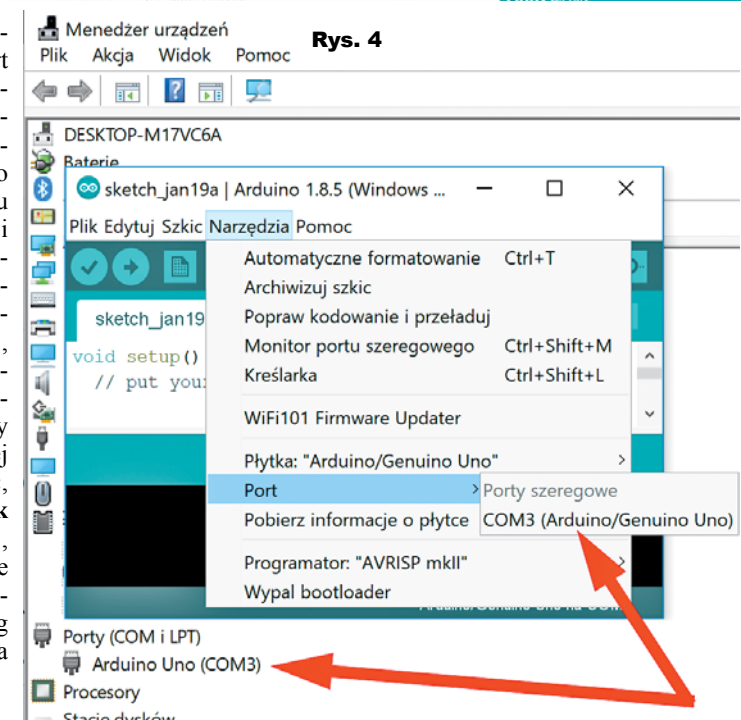 Menedżer urządzeń
Rys. 4
Plik Akcja Widok Pomoc
DESKTOP-M17VC6A
Baterie
sketch_jan19a | Arduino 1.8.5 (Windows ...
Plik Edytuj Szkic Narzędzia Pomoc
Automatyczne formatowanie Ctrl+T
Archiwizuj szkic
Popraw kodowanie i przeładuj
sketch_jan19
Monitor portu szeregowego Ctrl+Shift+M
void setup()
Kreślarka Ctrl+Shift+L
// put your
WiFi101 Firmware Updater
Płytka: "Arduino/Genuino Uno"
Port
Porty szeregowe
Pobierz informacje o płytce
COM3 (Arduino/Genuino Uno)
Programator: "AVRISP mkII"
Wypal bootloader
Porty (COM i LPT)
Arduino Uno (COM3)
Procesory
Stacje dysków